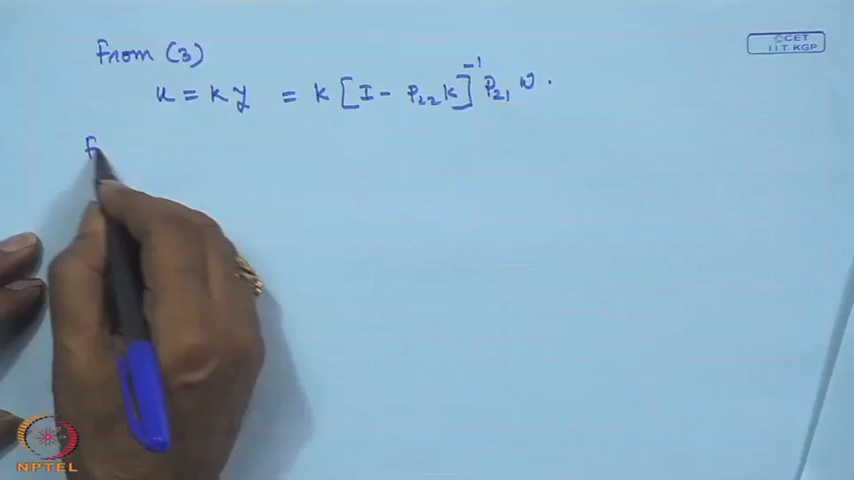 ©CET
I.I.T. KGP
From (3)
u = Ky = K [I - P₂₂ K]⁻¹ P₂₁ w.
f
NPTEL